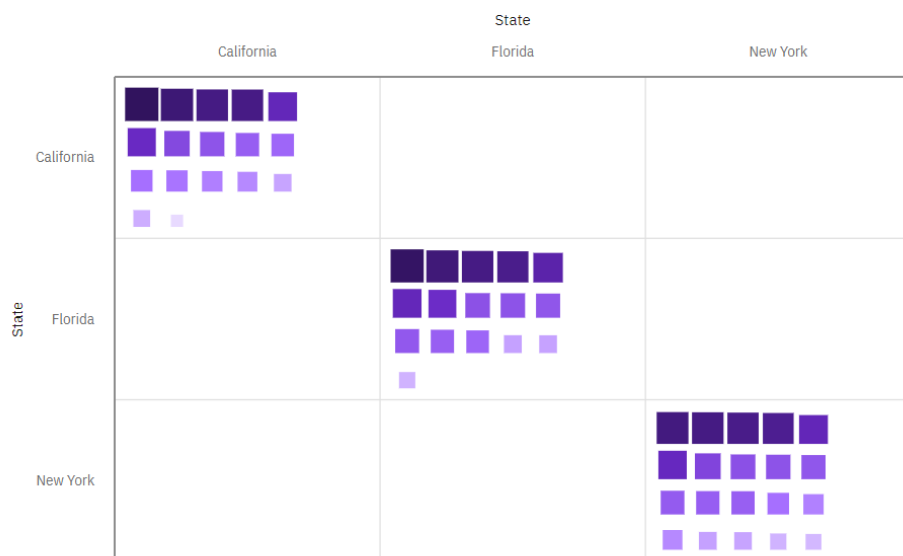 State
California Florida New York
California
State
Florida
New York